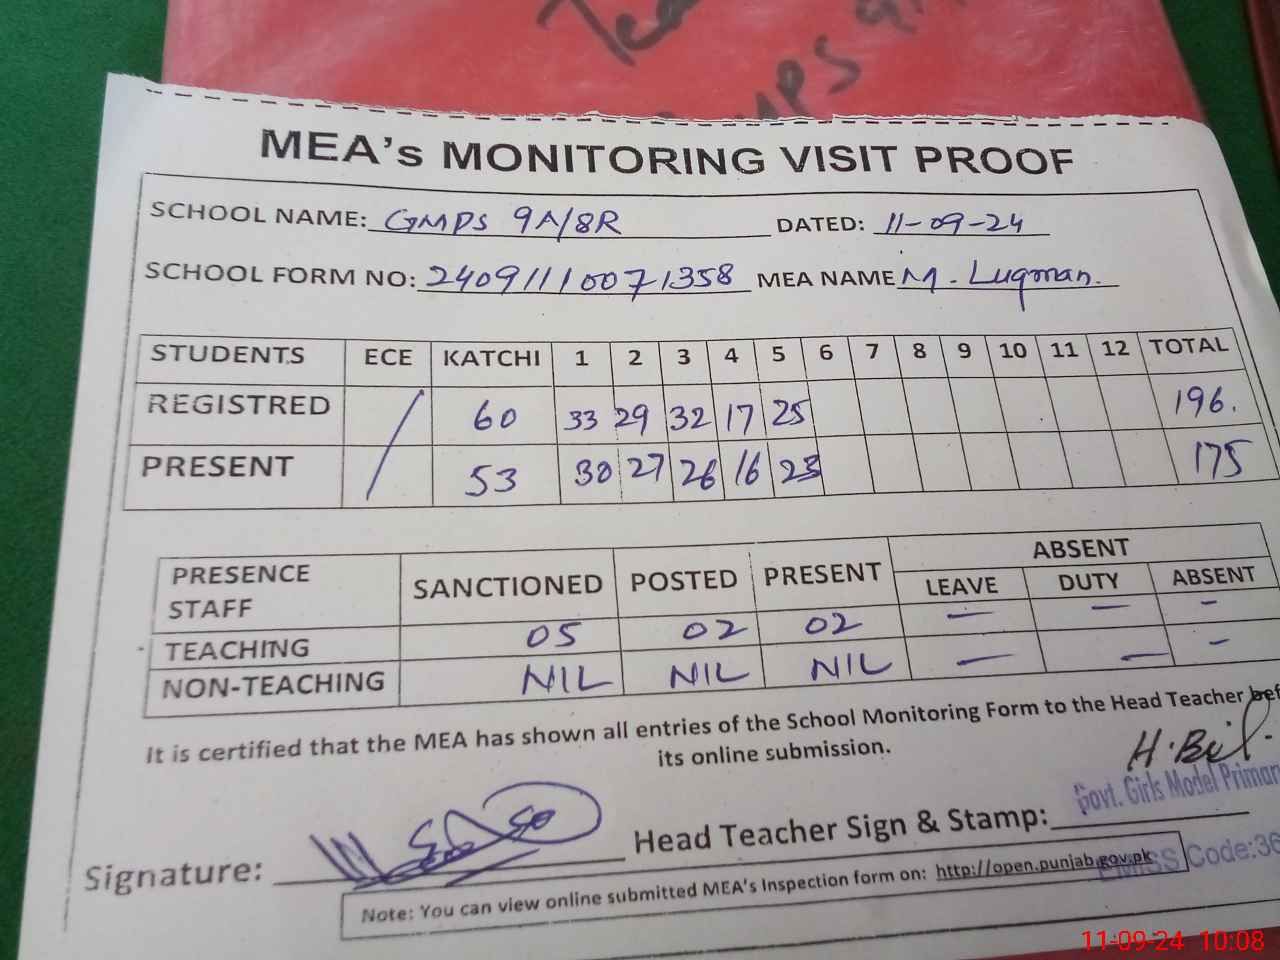 MPS
MEA's MONITORING VISIT PROOF
SCHOOL NAME: GMPS 9A/8R DATED: 11-09-24
SCHOOL FORM NO: 24091110071358 MEA NAME M. Luqman.
STUDENTS ECE KATCHI 1 2 3 4 5 6 7 8 9 10 11 12 TOTAL
REGISTRED / 60 33 29 32 17 25 196.
PRESENT 53 30 27 26 16 23 175
PRESENCE STAFF SANCTIONED POSTED PRESENT ABSENT
LEAVE DUTY ABSENT
TEACHING 05 02 02 — — -
NON-TEACHING NIL NIL NIL — — -
It is certified that the MEA has shown all entries of the School Monitoring Form to the Head Teacher bef
its online submission.
Govt. Girls Model Primar
Signature: Head Teacher Sign & Stamp:
Code:36
Note: You can view online submitted MEA's Inspection form on: http://open.punjab.gov.pk
11-09-24 10:08